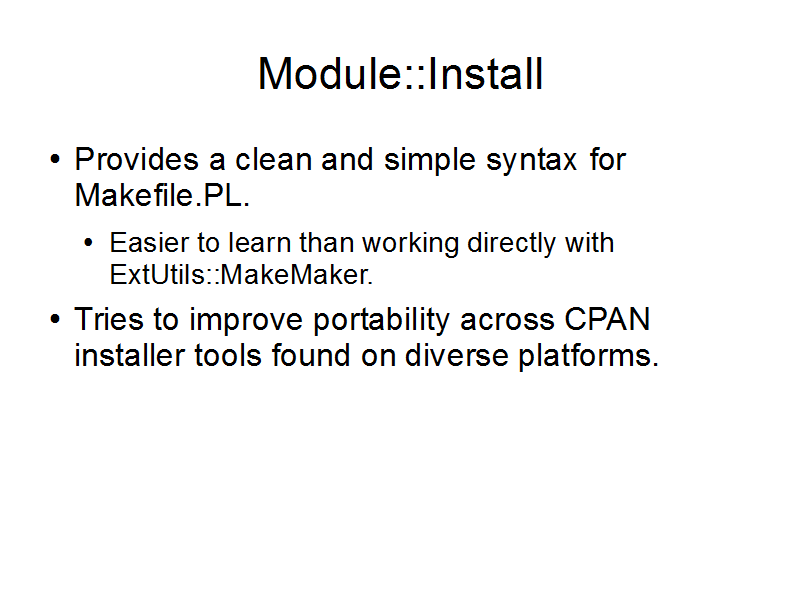 Module::Install
• Provides a clean and simple syntax for
Makefile.PL.
• Easier to learn than working directly with
ExtUtils::MakeMaker.
• Tries to improve portability across CPAN
installer tools found on diverse platforms.